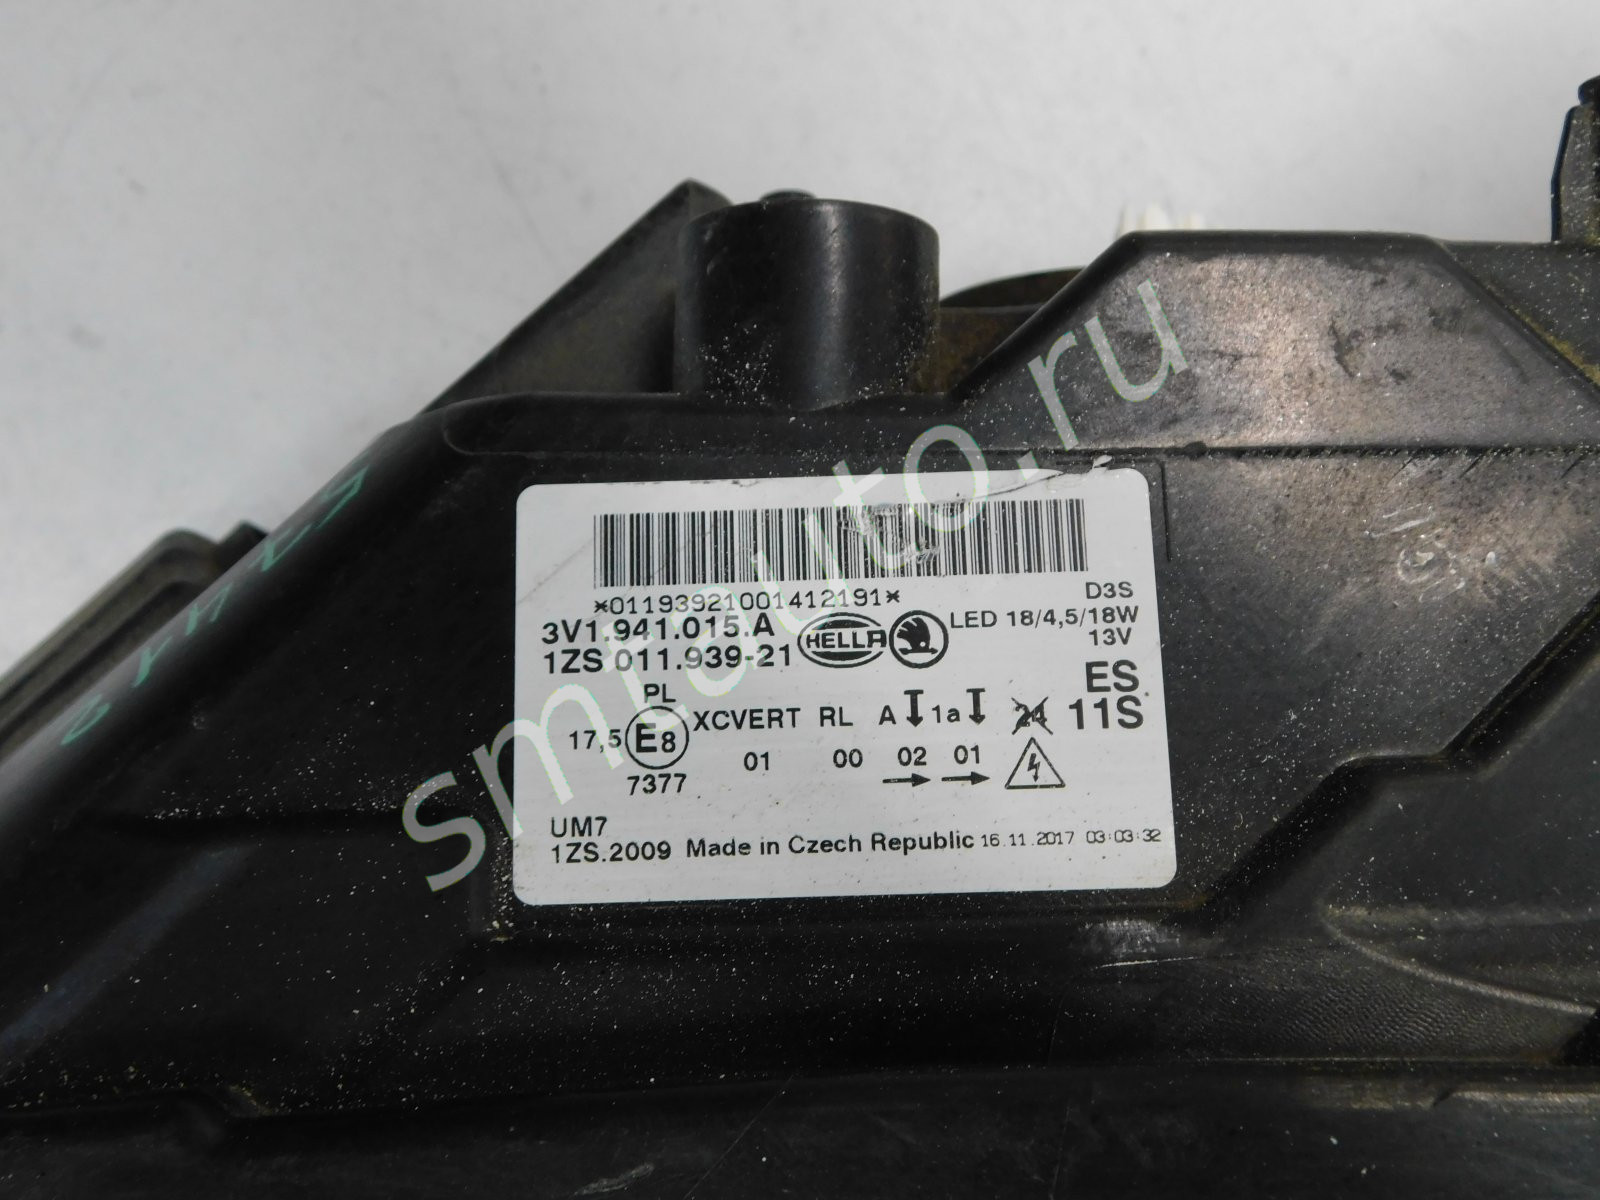 *011939210014121 91*
3V1.941.015.A
1ZS 011.939-21
HELLA
D3S
LED 18/4,5/18W
13V
ES
11S
PL
17,5 E8 XCVERT RL A 1a 24
7377 01 00 02 01
UM7
1ZS.2009 Made in Czech Republic 16.11.2017 03:03:32
smtauto.ru